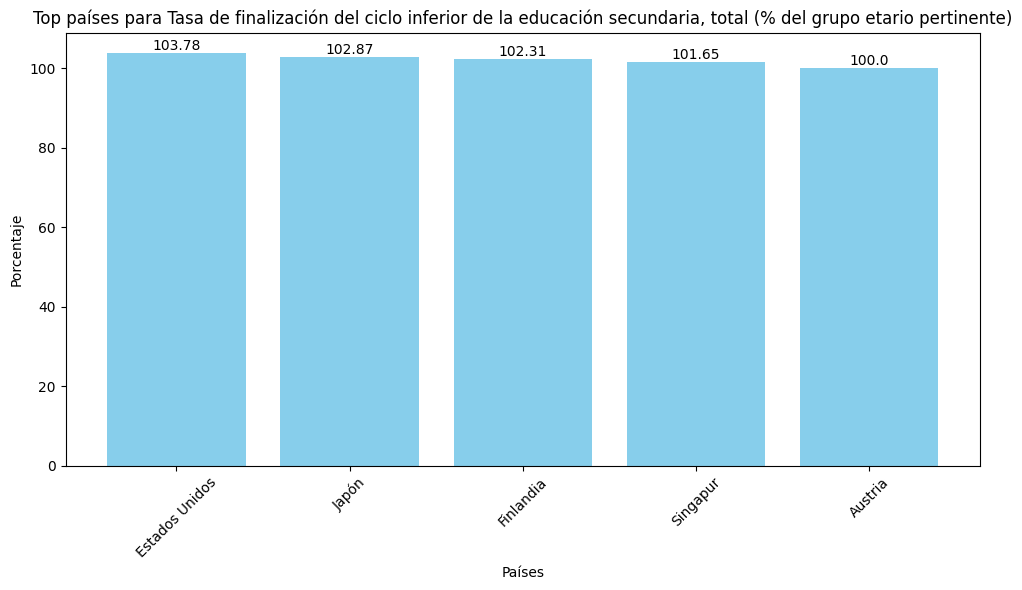 Top países para Tasa de finalización del ciclo inferior de la educación secundaria, total (% del grupo etario pertinente)
103.78
102.87
102.31
101.65
100.0
100
80
60
40
20
0
Porcentaje
Estados Unidos
Japón
Finlandia
Singapur
Austria
Países